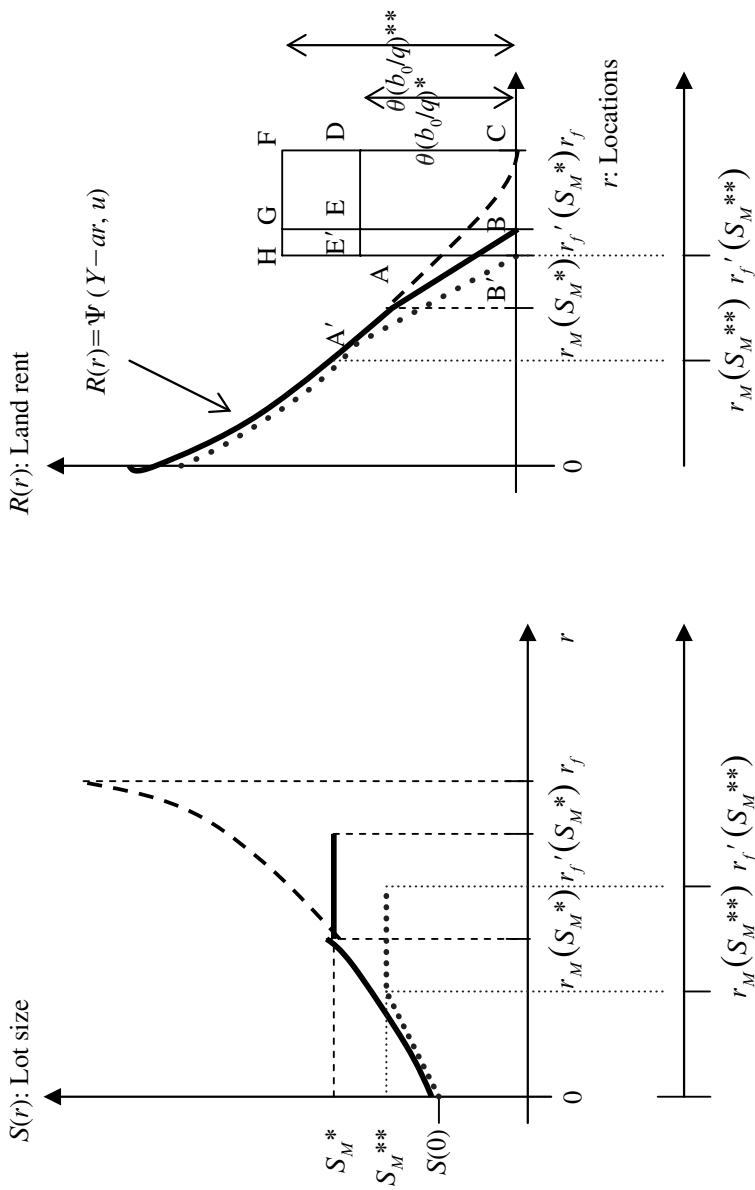 S(r): Lot size
S_M*
S_M**
S(0)
0
r_M(S_M*) r_f′(S_M*) r_f
r
r_M(S_M**) r_f′(S_M**)
R(r): Land rent
R(r)=Ψ (Y−ar, u)
H G F
E′ E D
A′ A
B′ B C
θ(b_0/q)*
θ(b_0/q)**
0
r_M(S_M*) r_f′(S_M*) r_f
r: Locations
r_M(S_M**) r_f′(S_M**)